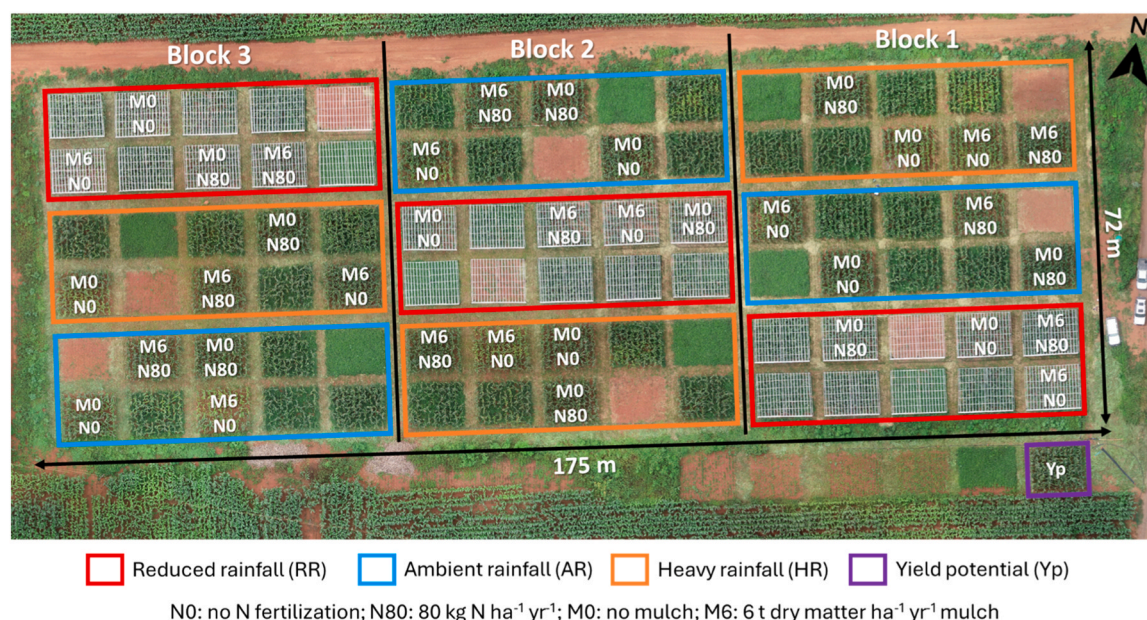 Block 3
Block 2
Block 1
N
M0
N0
M6
N0
M0
N80
M6
N80
M6
N80
M0
N80
M6
N0
M0
N0
M0
N80
M0
N0
M6
N0
M6
N80
M0
N80
M0
N0
M6
N80
M6
N0
M0
N0
M6
N80
M6
N0
M0
N80
M6
N0
M6
N80
M0
N0
M0
N80
M6
N80
M0
N80
M0
N0
M6
N0
M6
N80
M6
N0
M0
N0
M0
N80
M0
N80
M0
N0
M6
N80
M6
N0
72 m
175 m
Yp
Reduced rainfall (RR)
Ambient rainfall (AR)
Heavy rainfall (HR)
Yield potential (Yp)
N0: no N fertilization; N80: 80 kg N ha⁻¹ yr⁻¹; M0: no mulch; M6: 6 t dry matter ha⁻¹ yr⁻¹ mulch